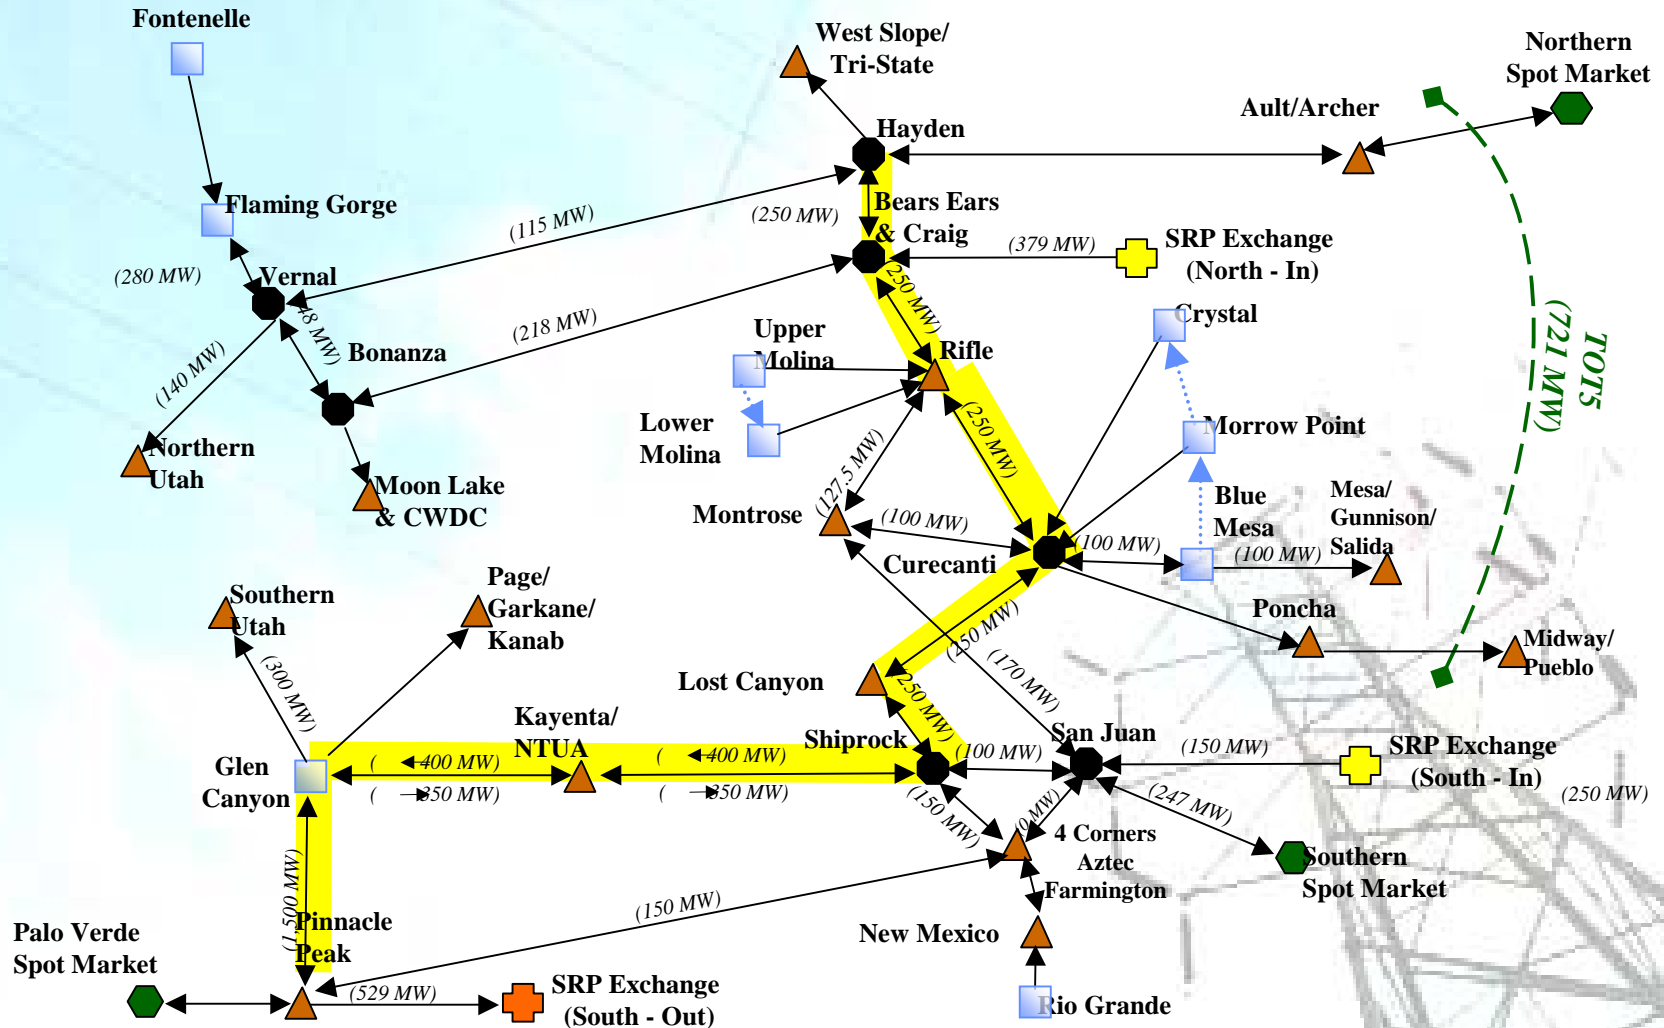 Fontenelle
West Slope/
Tri-State
Northern
Spot Market
Ault/Archer
Hayden
Flaming Gorge
(115 MW)
(250 MW)
Bears Ears
& Craig
(379 MW)
SRP Exchange
(North - In)
(280 MW)
Vernal
48 MW)
(218 MW)
250 MW)
Crystal
Upper
Molina
Rifle
Bonanza
(140 MW)
TOT5
(721 MW)
Lower
Molina
(250 MW)
Morrow Point
Northern
Utah
Moon Lake
& CWDC
(127.5 MW)
Montrose
(100 MW)
Blue
Mesa
Mesa/
Gunnison/
Salida
Curecanti
(100 MW)
(100 MW)
Southern
Utah
Page/
Garkane/
Kanab
Poncha
Midway/
Pueblo
(250 MW)
(170 MW)
(300 MW)
Lost Canyon
(250 MW)
Kayenta/
NTUA
Shiprock
San Juan
(100 MW)
(150 MW)
SRP Exchange
(South - In)
(250 MW)
Glen
Canyon
( 400 MW)
( 350 MW)
( 400 MW)
( 350 MW)
(150 MW)
(0 MW)
(247 MW)
4 Corners
Aztec
Farmington
Southern
Spot Market
(1,500 MW)
(150 MW)
New Mexico
Pinnacle
Peak
Palo Verde
Spot Market
(529 MW)
SRP Exchange
(South - Out)
Rio Grande